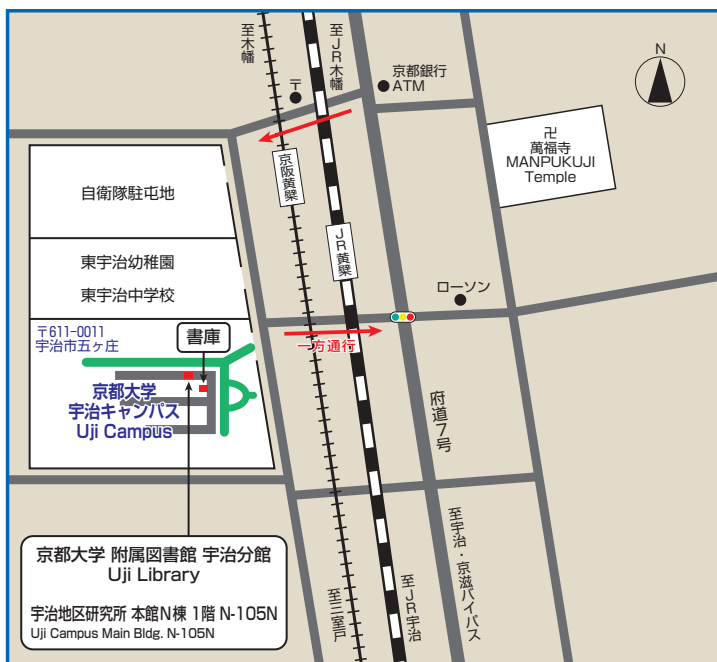 至木幡
至JR木幡
京都銀行
ATM
〒
N
卍
萬福寺
MANPUKUJI
Temple
京阪黄檗
自衛隊駐屯地
JR黄檗
東宇治幼稚園
東宇治中学校
ローソン
〒611-0011
宇治市五ヶ庄
書庫
一方通行
京都大学
宇治キャンパス
Uji Campus
府道7号
京都大学 附属図書館 宇治分館
Uji Library
宇治地区研究所 本館N棟 1階 N-105N
Uji Campus Main Bldg. N-105N
至三室戸
至JR宇治
至宇治・京滋バイパス